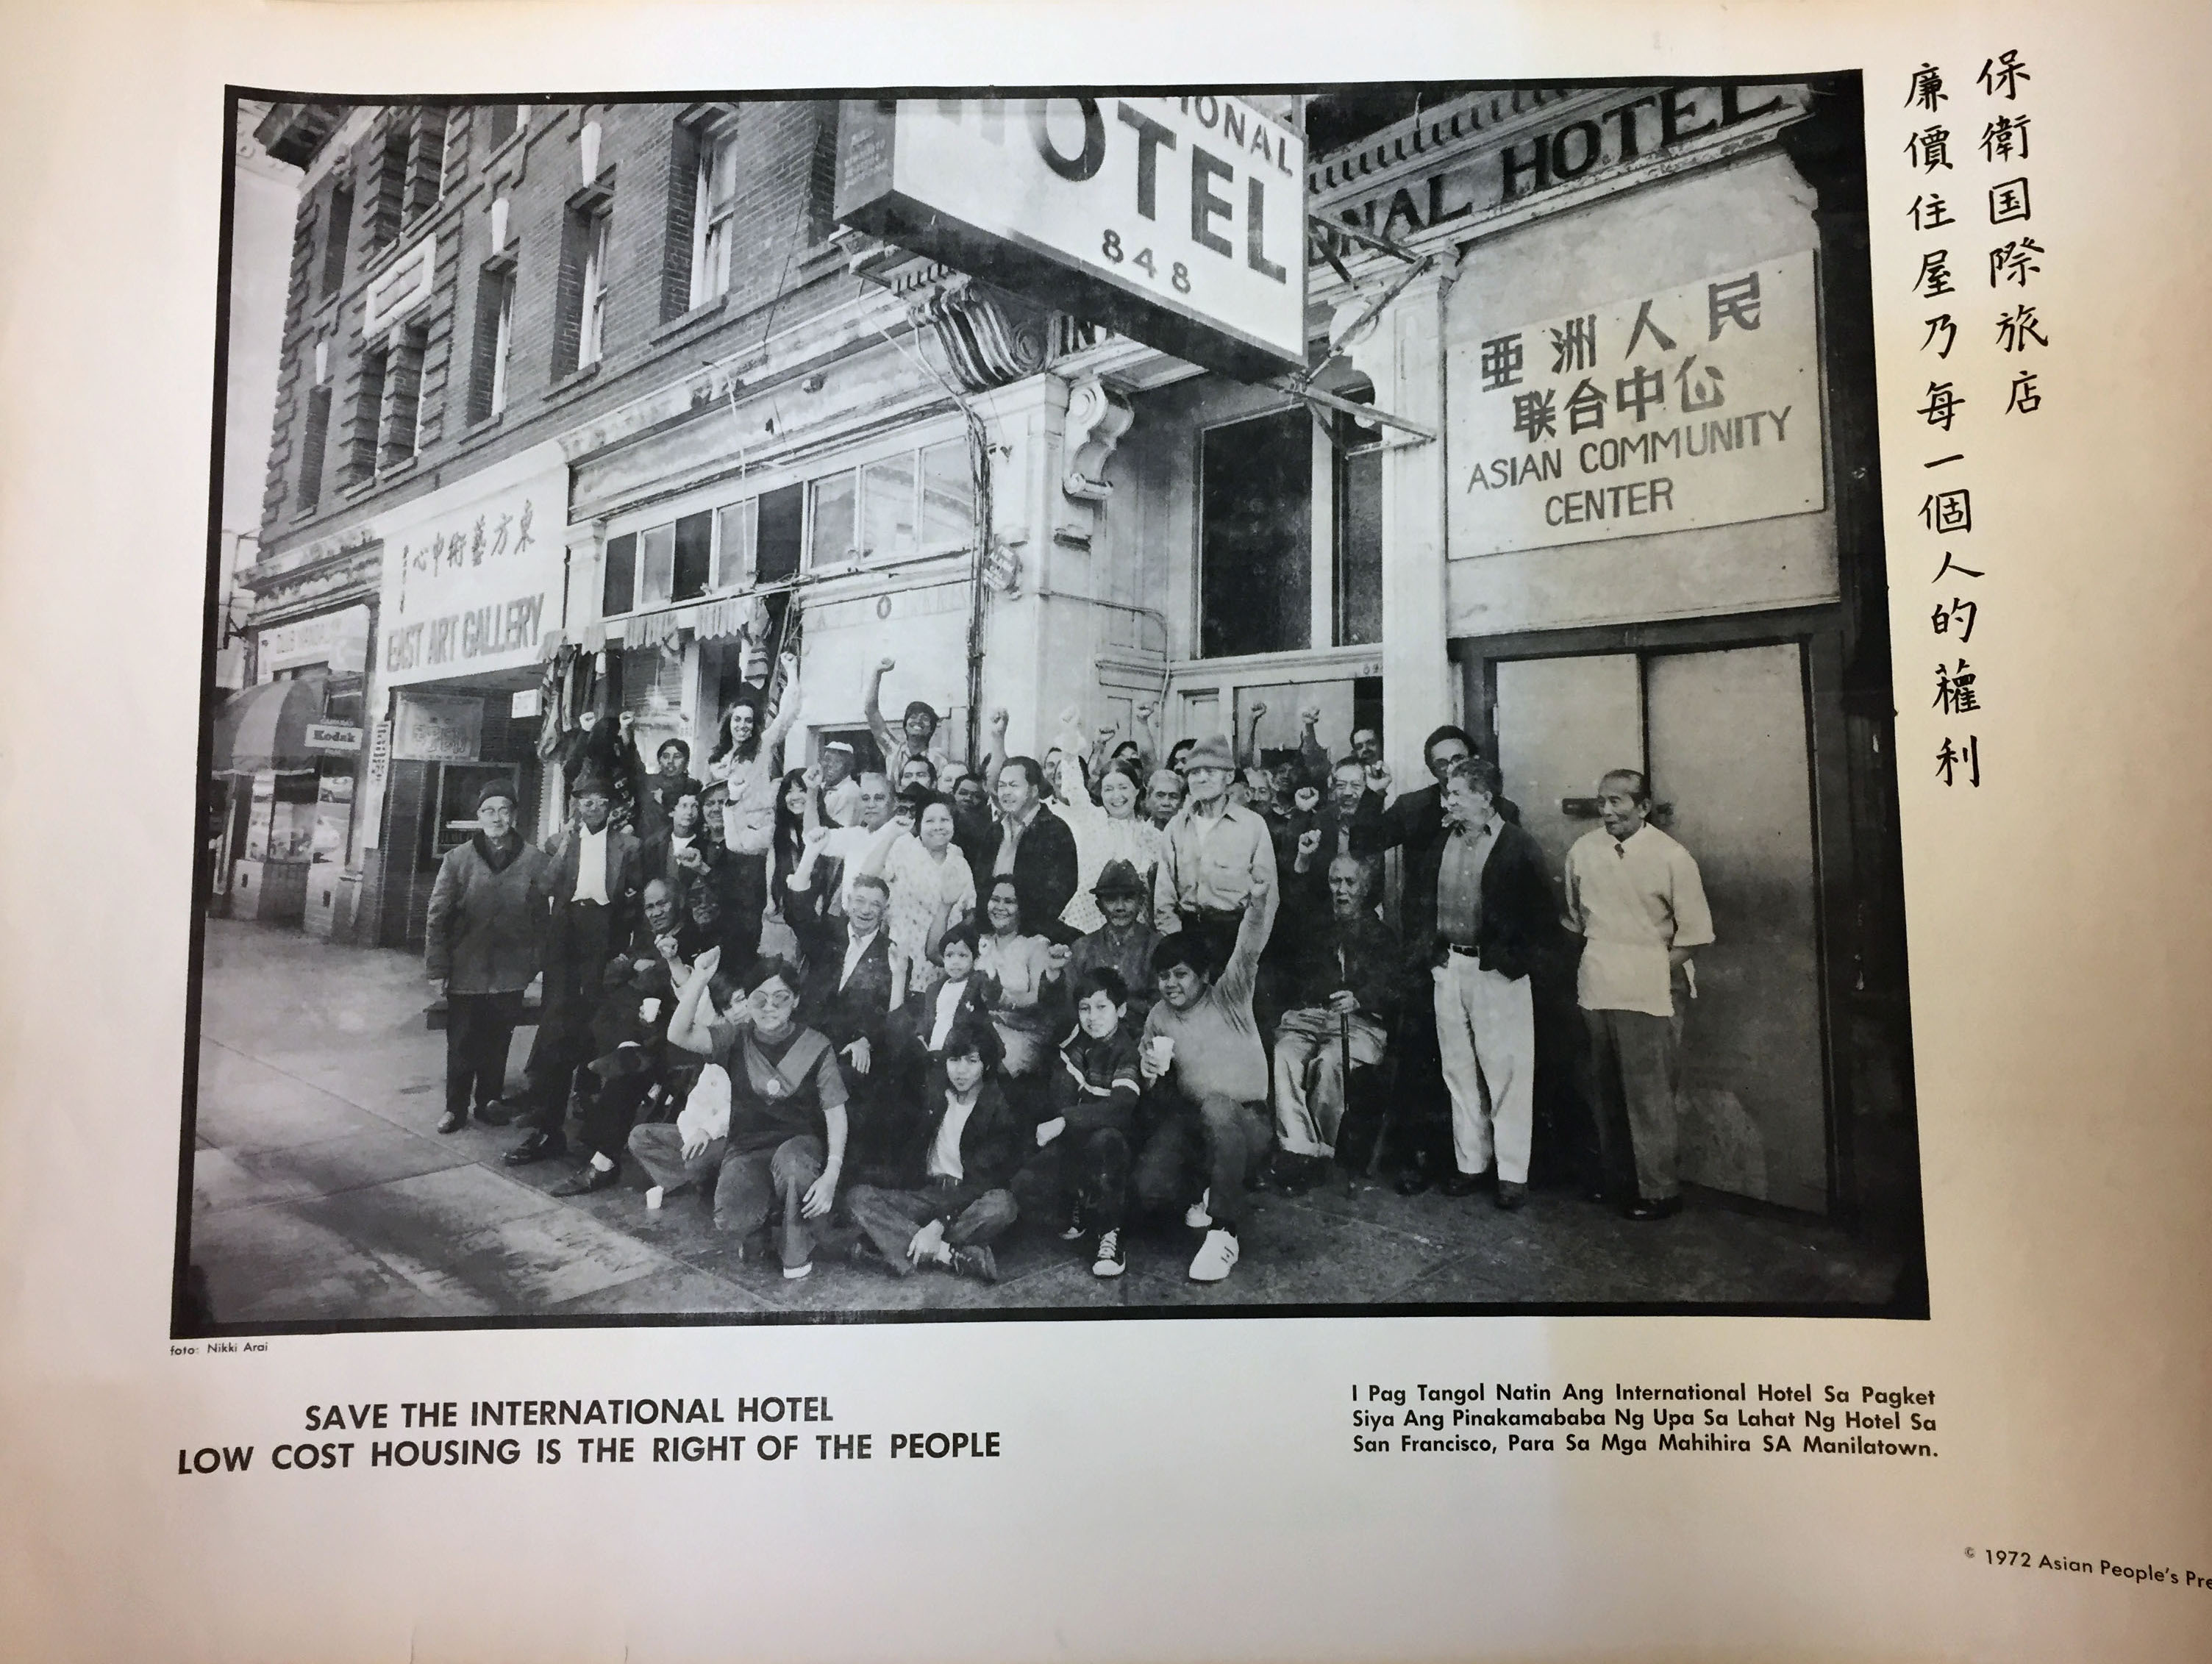 TIONAL
HOTEL
848
ONAL HOTEL
INT
亞洲人民
联合中心
ASIAN COMMUNITY
CENTER
東方藝術中心
EAST ART GALLERY
Kodak
保衛国際旅店
廉價住屋乃每一個人的權利
foto: Nikki Arai
SAVE THE INTERNATIONAL HOTEL
LOW COST HOUSING IS THE RIGHT OF THE PEOPLE
I Pag Tangol Natin Ang International Hotel Sa Pagket
Siya Ang Pinakamababa Ng Upa Sa Lahat Ng Hotel Sa
San Francisco, Para Sa Mga Mahihira SA Manilatown.
© 1972 Asian People's Pre